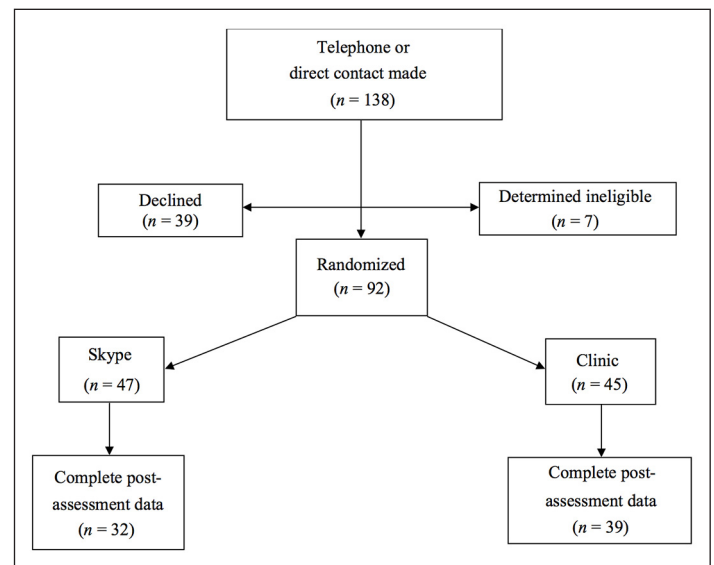 Telephone or
direct contact made
(n = 138)
Declined
(n = 39)
Determined ineligible
(n = 7)
Randomized
(n = 92)
Skype
(n = 47)
Clinic
(n = 45)
Complete post-
assessment data
(n = 32)
Complete post-
assessment data
(n = 39)